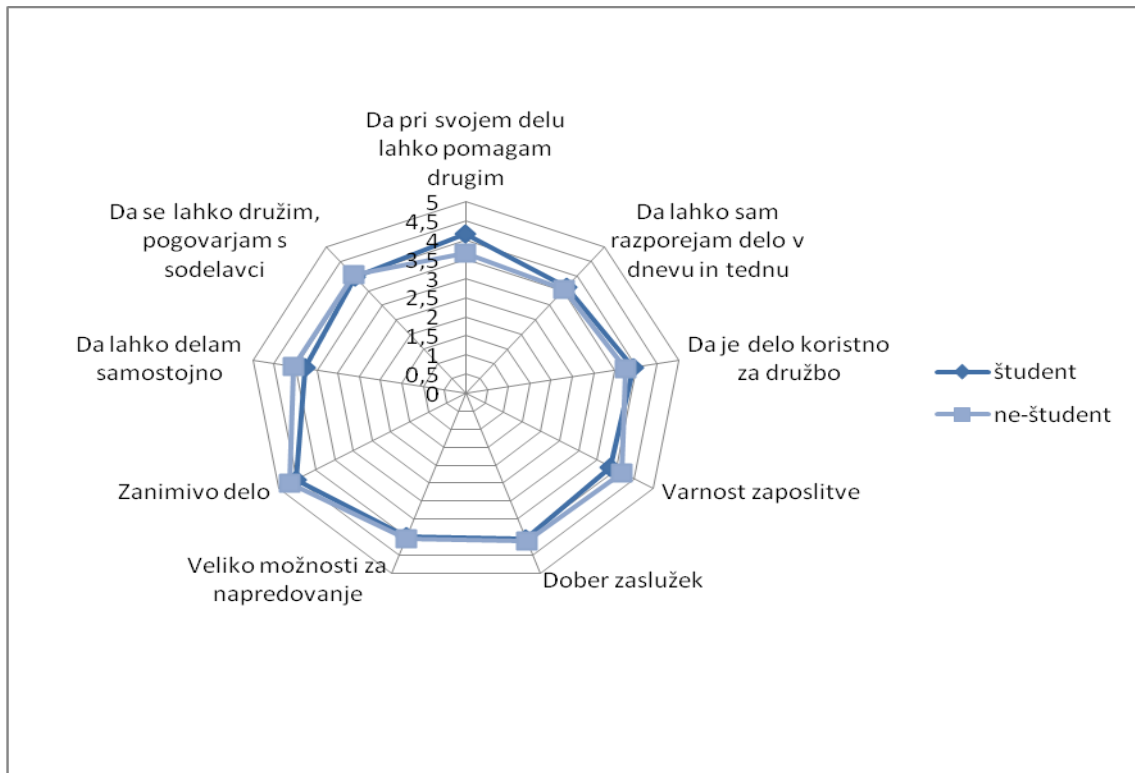 Da pri svojem delu
lahko pomagam
drugim
Da se lahko družim,
pogovarjam s
sodelavci
Da lahko sam
razporejam delo v
dnevu in tednu
5
4,5
4
3,5
3
2,5
2
1,5
1
0,5
0
Da lahko delam
samostojno
Da je delo koristno
za družbo
študent
ne-študent
Zanimivo delo
Varnost zaposlitve
Veliko možnosti za
napredovanje
Dober zaslužek